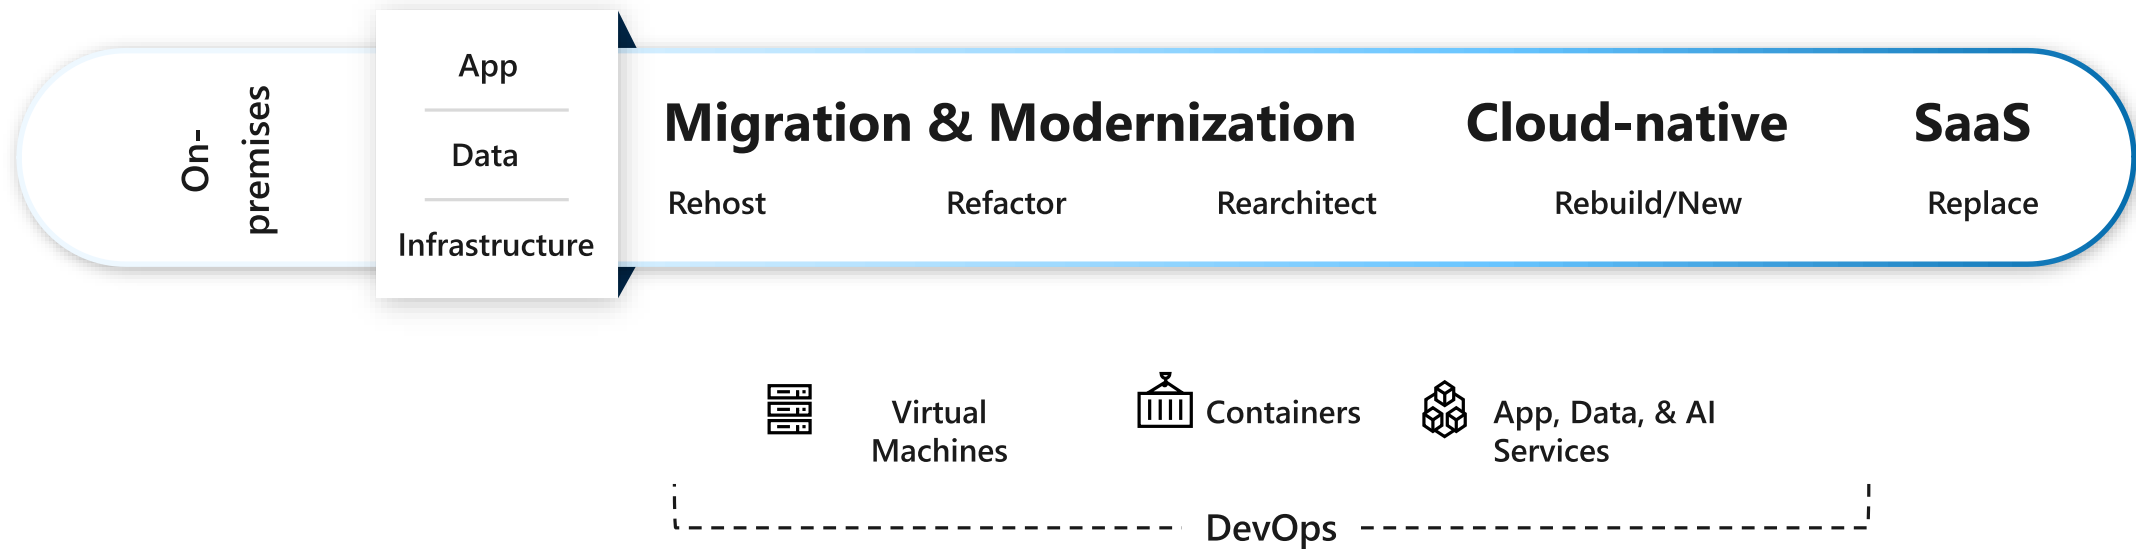 On-
premises
App
Data
Infrastructure
Migration & Modernization
Cloud-native
SaaS
Rehost
Refactor
Rearchitect
Rebuild/New
Replace
Virtual
Machines
Containers
App, Data, & AI
Services
DevOps